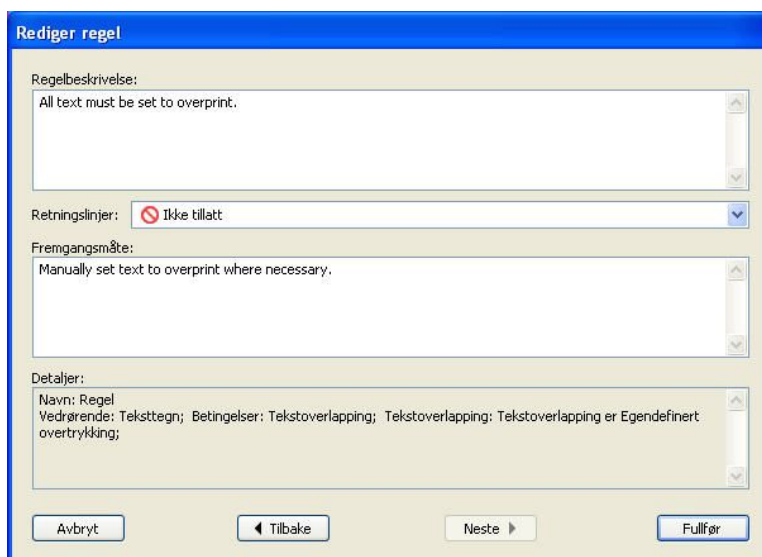 Rediger regel
Regelbeskrivelse:
All text must be set to overprint.
Retningslinjer: Ikke tillatt
Fremgangsmåte:
Manually set text to overprint where necessary.
Detaljer:
Navn: Regel
Vedrørende: Teksttegn; Betingelser: Tekstoverlapping; Tekstoverlapping: Tekstoverlapping er Egendefinert
overtrykking;
Avbryt Tilbake Neste Fullfør